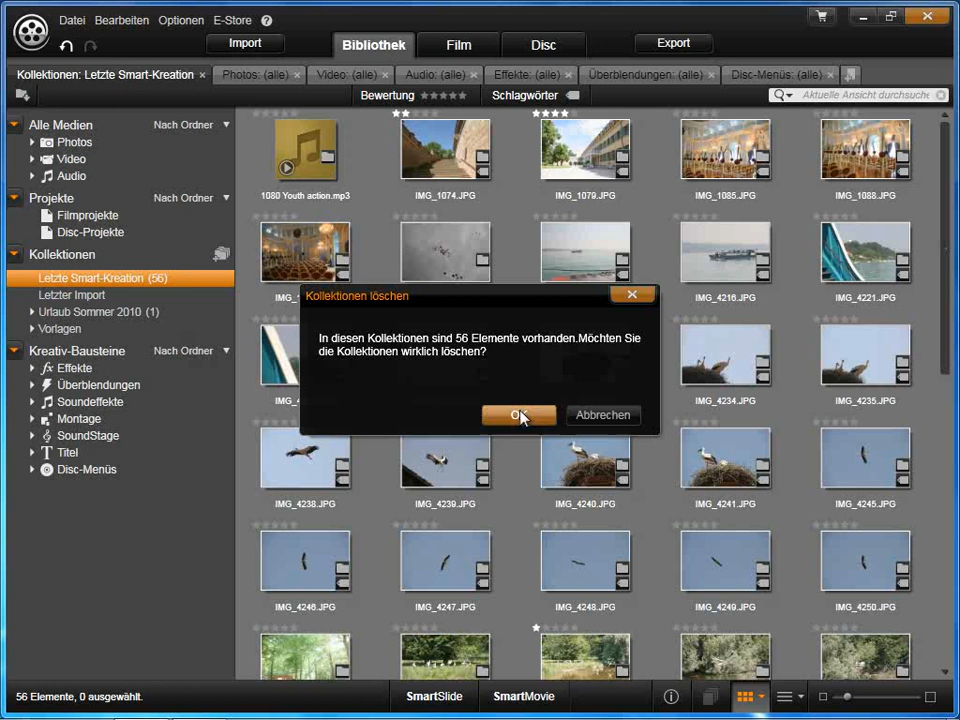 Datei Bearbeiten Optionen E-Store ?
Import Bibliothek Film Disc Export
Kollektionen: Letzte Smart-Kreation × Photos: (alle) × Video: (alle) × Audio: (alle) × Effekte: (alle) × Überblendungen: (alle) × Disc-Menüs: (alle) ×
Bewertung Schlagwörter Aktuelle Ansicht durchsuche
Alle Medien Nach Ordner
Photos
Video
Audio
Projekte Nach Ordner
Filmprojekte
Disc-Projekte
Kollektionen
Letzte Smart-Kreation (56)
Letzter Import
Urlaub Sommer 2010 (1)
Vorlagen
Kreativ-Bausteine Nach Ordner
fx Effekte
Überblendungen
Soundeffekte
Montage
SoundStage
T Titel
Disc-Menüs
1080 Youth action.mp3 IMG_1074.JPG IMG_1079.JPG IMG_1085.JPG IMG_1088.JPG
IMG_4216.JPG IMG_4221.JPG
Kollektionen löschen
In diesen Kollektionen sind 56 Elemente vorhanden.Möchten Sie
die Kollektionen wirklich löschen?
OK Abbrechen
IMG_4234.JPG IMG_4235.JPG
IMG_4238.JPG IMG_4239.JPG IMG_4240.JPG IMG_4241.JPG IMG_4245.JPG
IMG_4246.JPG IMG_4247.JPG IMG_4248.JPG IMG_4249.JPG IMG_4250.JPG
56 Elemente, 0 ausgewählt. SmartSlide SmartMovie